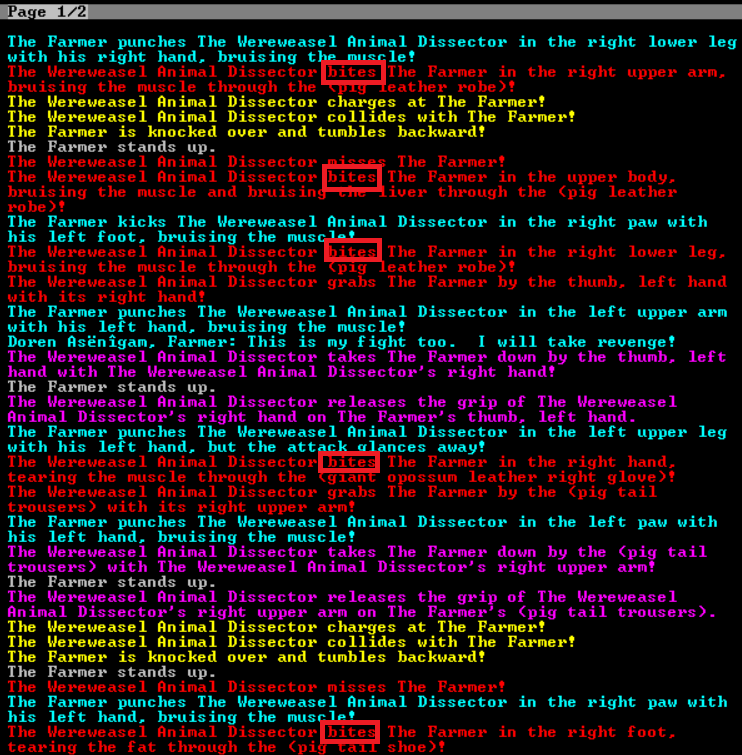 Page 1/2
The Farmer punches The Wereweasel Animal Dissector in the right lower leg
with his right hand, bruising the muscle!
The Wereweasel Animal Dissector bites The Farmer in the right upper arm,
bruising the muscle through the (pig leather robe)!
The Wereweasel Animal Dissector charges at The Farmer!
The Wereweasel Animal Dissector collides with The Farmer!
The Farmer is knocked over and tumbles backward!
The Farmer stands up.
The Wereweasel Animal Dissector misses The Farmer!
The Wereweasel Animal Dissector bites The Farmer in the upper body,
bruising the muscle and bruising the liver through the (pig leather
robe)!
The Farmer kicks The Wereweasel Animal Dissector in the right paw with
his left foot, bruising the muscle!
The Wereweasel Animal Dissector bites The Farmer in the right lower leg,
bruising the muscle through the (pig leather robe)!
The Wereweasel Animal Dissector grabs The Farmer by the thumb, left hand
with its right hand!
The Farmer punches The Wereweasel Animal Dissector in the left upper arm
with his left hand, bruising the muscle!
Doren Asënîgam, Farmer: This is my fight too.  I will take revenge!
The Wereweasel Animal Dissector takes The Farmer down by the thumb, left
hand with The Wereweasel Animal Dissector's right hand!
The Farmer stands up.
The Wereweasel Animal Dissector releases the grip of The Wereweasel
Animal Dissector's right hand on The Farmer's thumb, left hand.
The Farmer punches The Wereweasel Animal Dissector in the left upper leg
with his left hand, but the attack glances away!
The Wereweasel Animal Dissector bites The Farmer in the right hand,
tearing the muscle through the (giant opossum leather right glove)!
The Wereweasel Animal Dissector grabs The Farmer by the (pig tail
trousers) with its right upper arm!
The Farmer punches The Wereweasel Animal Dissector in the left paw with
his left hand, bruising the muscle!
The Wereweasel Animal Dissector takes The Farmer down by the (pig tail
trousers) with The Wereweasel Animal Dissector's right upper arm!
The Farmer stands up.
The Wereweasel Animal Dissector releases the grip of The Wereweasel
Animal Dissector's right upper arm on The Farmer's (pig tail trousers).
The Wereweasel Animal Dissector charges at The Farmer!
The Wereweasel Animal Dissector collides with The Farmer!
The Farmer is knocked over and tumbles backward!
The Farmer stands up.
The Wereweasel Animal Dissector misses The Farmer!
The Farmer punches The Wereweasel Animal Dissector in the right paw with
his left hand, bruising the muscle!
The Wereweasel Animal Dissector bites The Farmer in the right foot,
tearing the fat through the (pig tail shoe)!